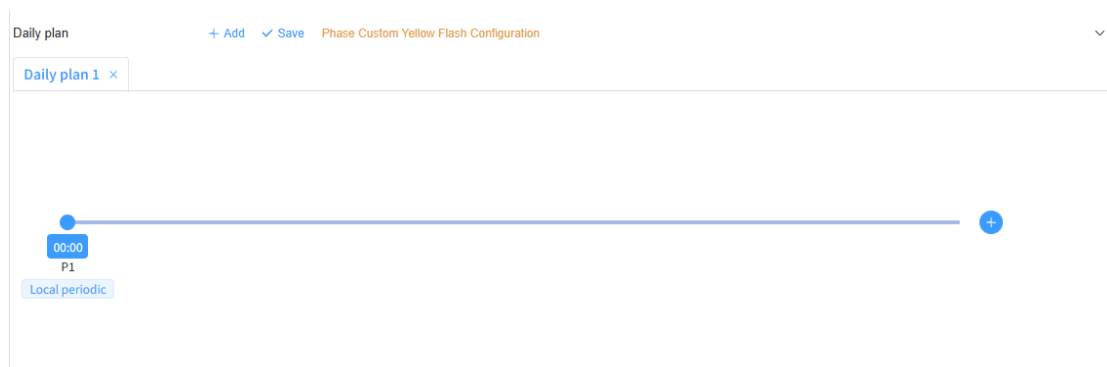 Daily plan
+ Add
Save
Phase Custom Yellow Flash Configuration
Daily plan 1 ×
+
00:00
P1
Local periodic